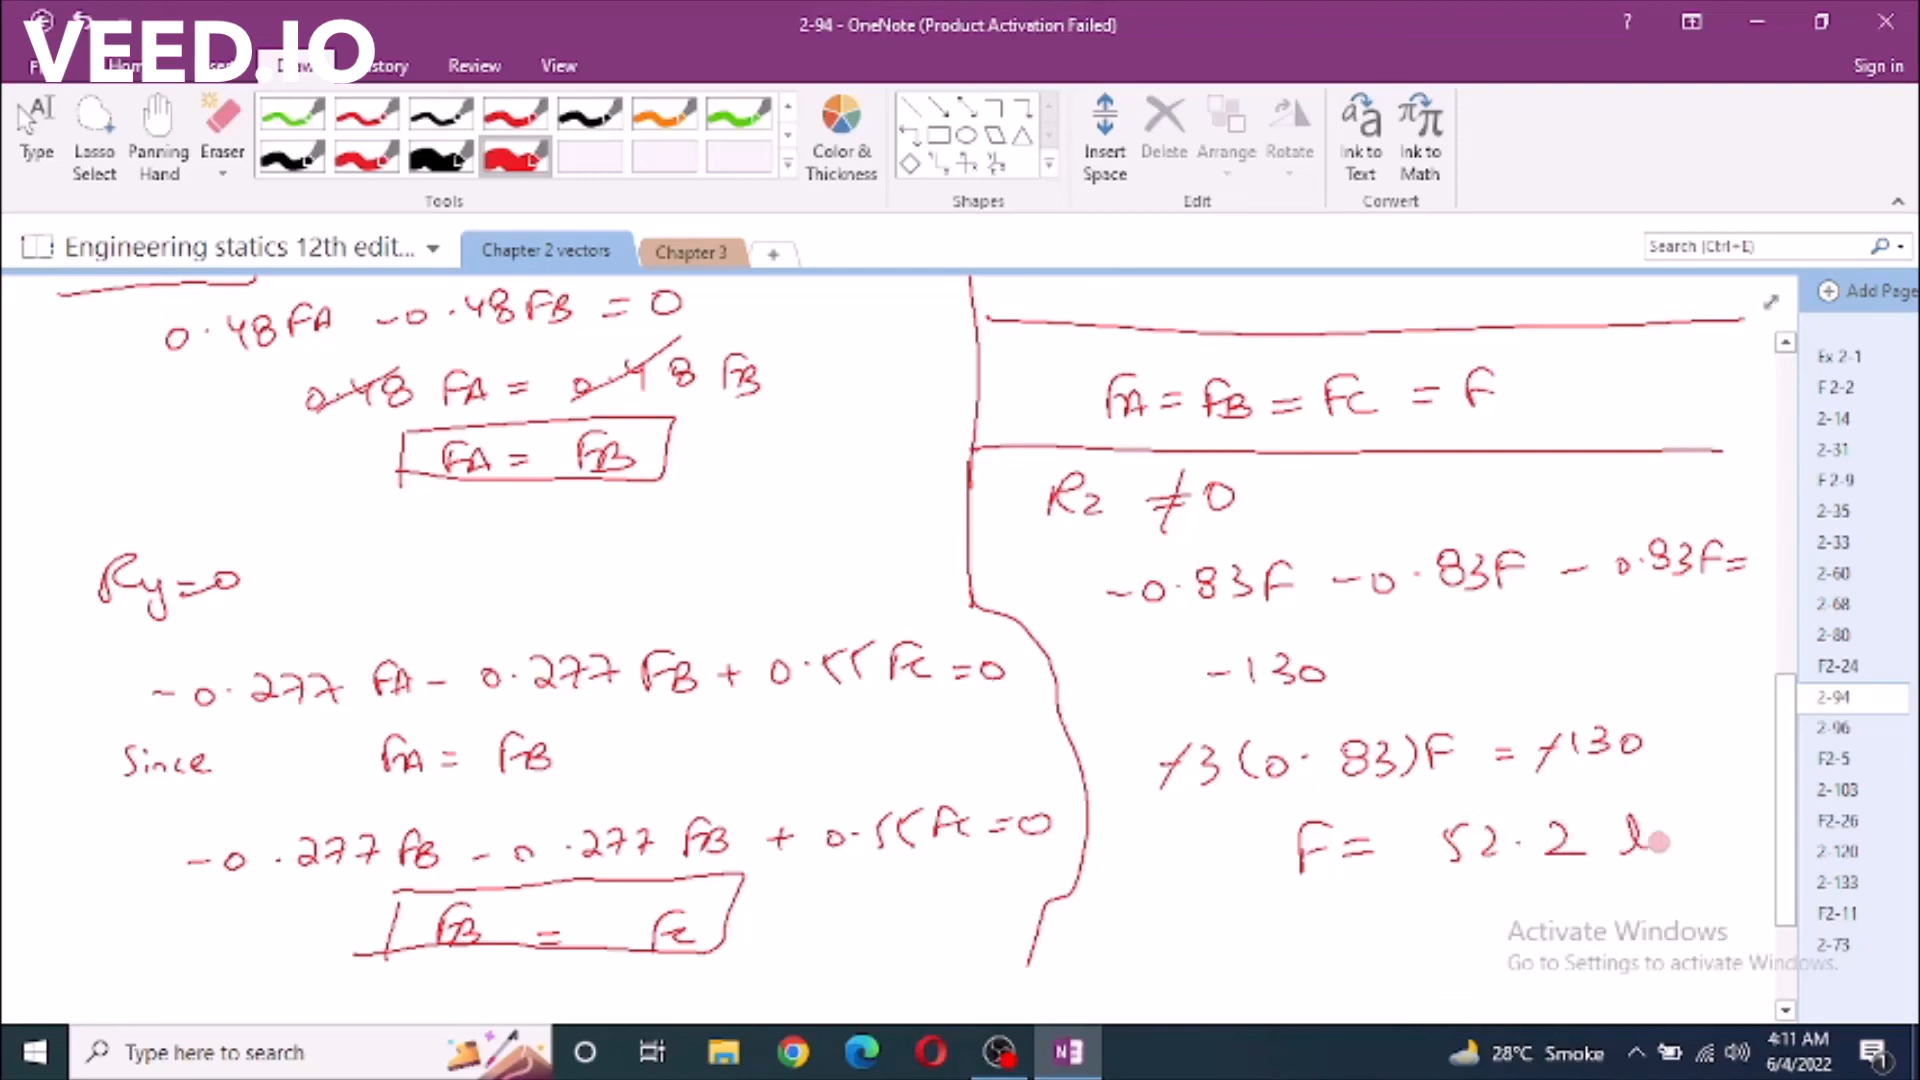 2-94 - OneNote (Product Activation Failed)
VEED.IO
Review View
Sign in
Type
Lasso Select
Panning Hand
Eraser
Color & Thickness
Insert Space
Delete
Arrange
Rotate
Ink to Text
Ink to Math
Tools
Shapes
Edit
Convert
Engineering statics 12th edit...
Chapter 2 vectors
Chapter 3
+
Search (Ctrl+E)
Add Page
0.48FA - 0.48FB = 0
0.48 FA = 0.48 FB
FA = FB
Ry=0
-0.277 FA - 0.277 FB + 0.55 FC = 0
Since FA = FB
-0.277 FB - 0.277 FB + 0.55 FC = 0
FB = FC
FA = FB = FC = F
Rz ≠ 0
-0.83F - 0.83F - 0.83F =
-130
-3(0.83)F = -130
F = 52.2 l
Ex 2-1
F 2-2
2-14
2-31
F 2-9
2-35
2-33
2-60
2-68
2-80
F2-24
2-94
2-96
F2-5
2-103
F2-26
2-120
2-133
F2-11
2-73
Activate Windows
Go to Settings to activate Windows.
Type here to search
28°C Smoke
4:11 AM
6/4/2022
1